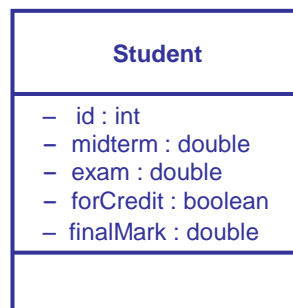 Student
– id : int
– midterm : double
– exam : double
– forCredit : boolean
– finalMark : double